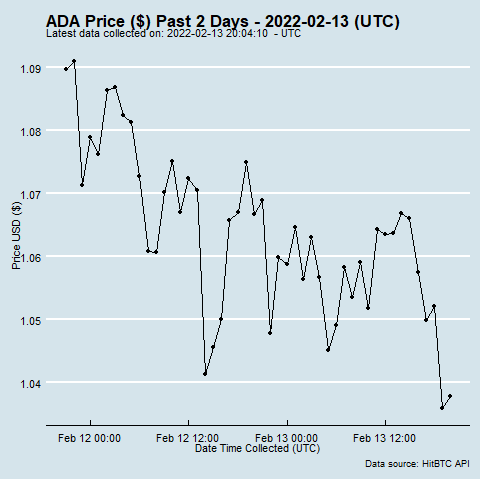 ADA Price ($) Past 2 Days - 2022-02-13 (UTC)
Latest data collected on: 2022-02-13 20:04:10 - UTC
1.09
1.08
1.07
1.06
1.05
1.04
Price USD ($)
Feb 12 00:00 Feb 12 12:00 Feb 13 00:00 Feb 13 12:00
Date Time Collected (UTC)
Data source: HitBTC API